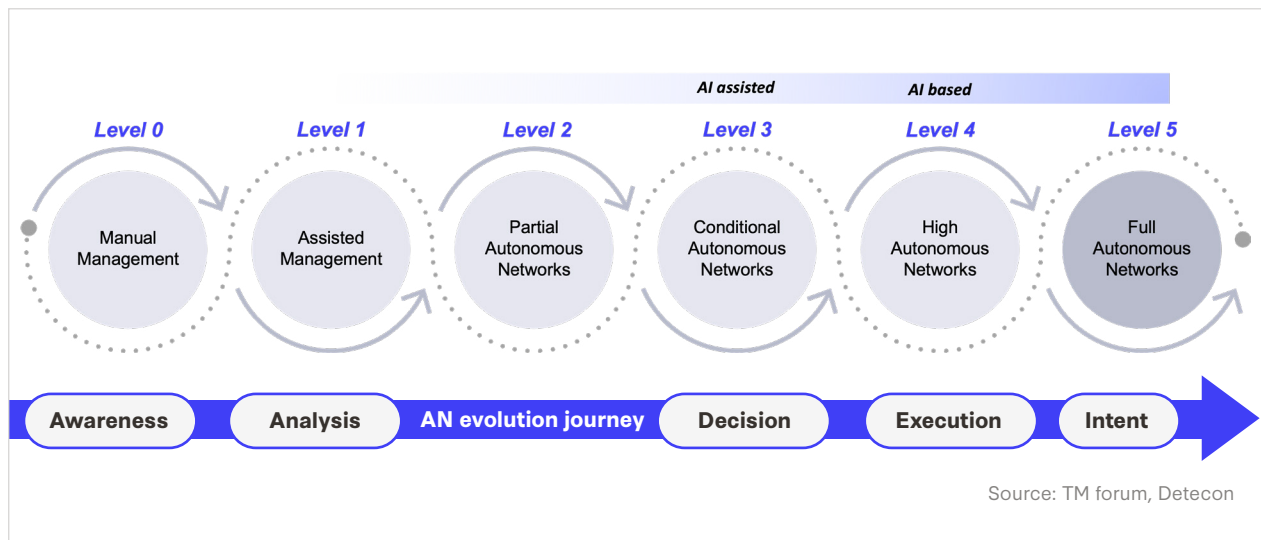 AI assisted
AI based
Level 0
Level 1
Level 2
Level 3
Level 4
Level 5
Manual
Management
Assisted
Management
Partial
Autonomous
Networks
Conditional
Autonomous
Networks
High
Autonomous
Networks
Full
Autonomous
Networks
Awareness
Analysis
AN evolution journey
Decision
Execution
Intent
Source: TM forum, Detecon